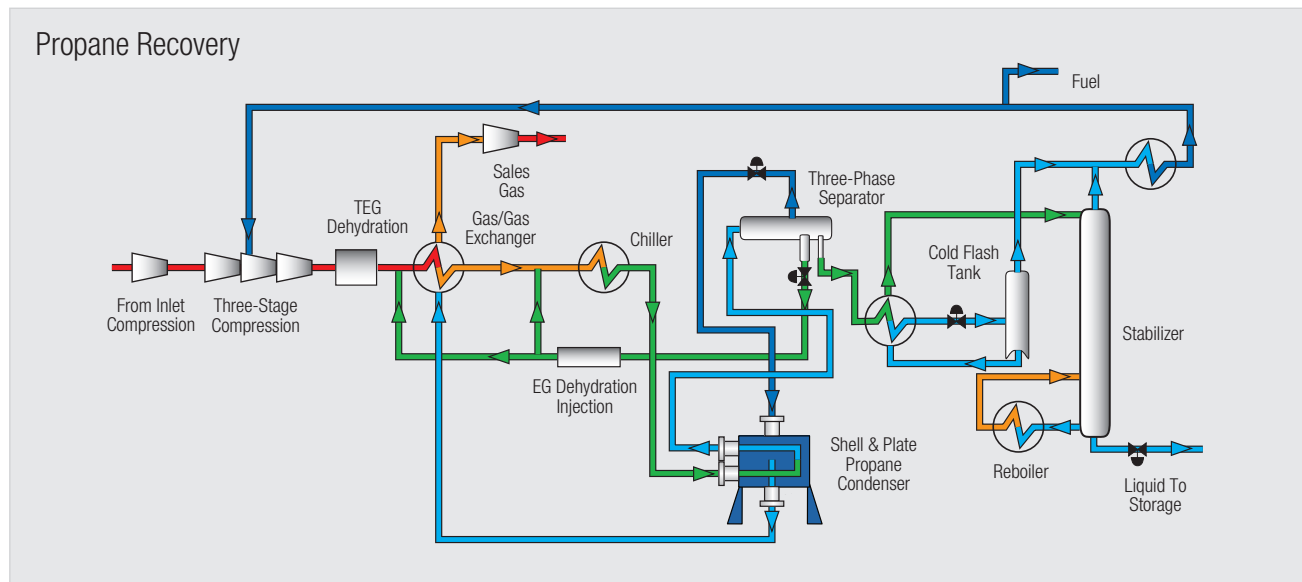 Propane Recovery
Fuel
Sales
Gas
Three-Phase
Separator
TEG
Dehydration
Gas/Gas
Exchanger
Chiller
Cold Flash
Tank
From Inlet
Compression
Three-Stage
Compression
Stabilizer
EG Dehydration
Injection
Shell & Plate
Propane
Condenser
Reboiler
Liquid To
Storage